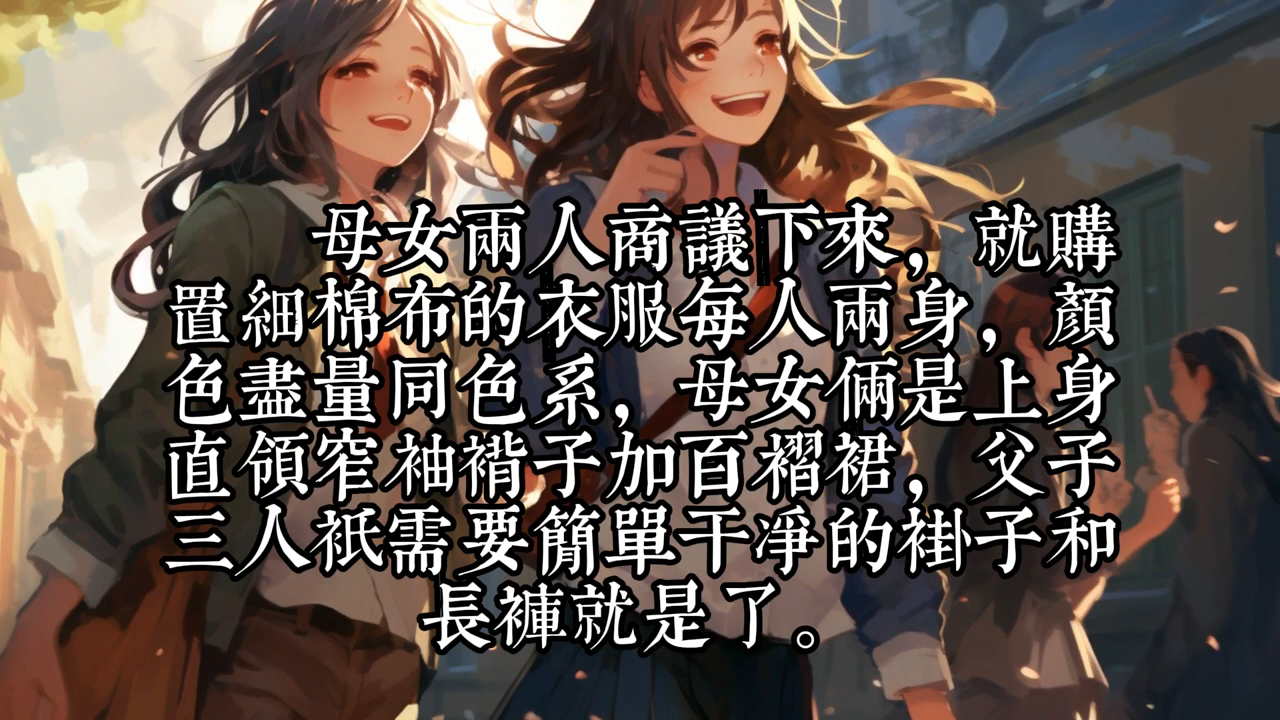 母女兩人商議下來，就購
置細棉布的衣服每人兩身，顏
色盡量同色系，母女倆是上身
直領窄袖褙子加百褶裙，父子
三人衹需要簡單干凈的褂子和
長褲就是了。